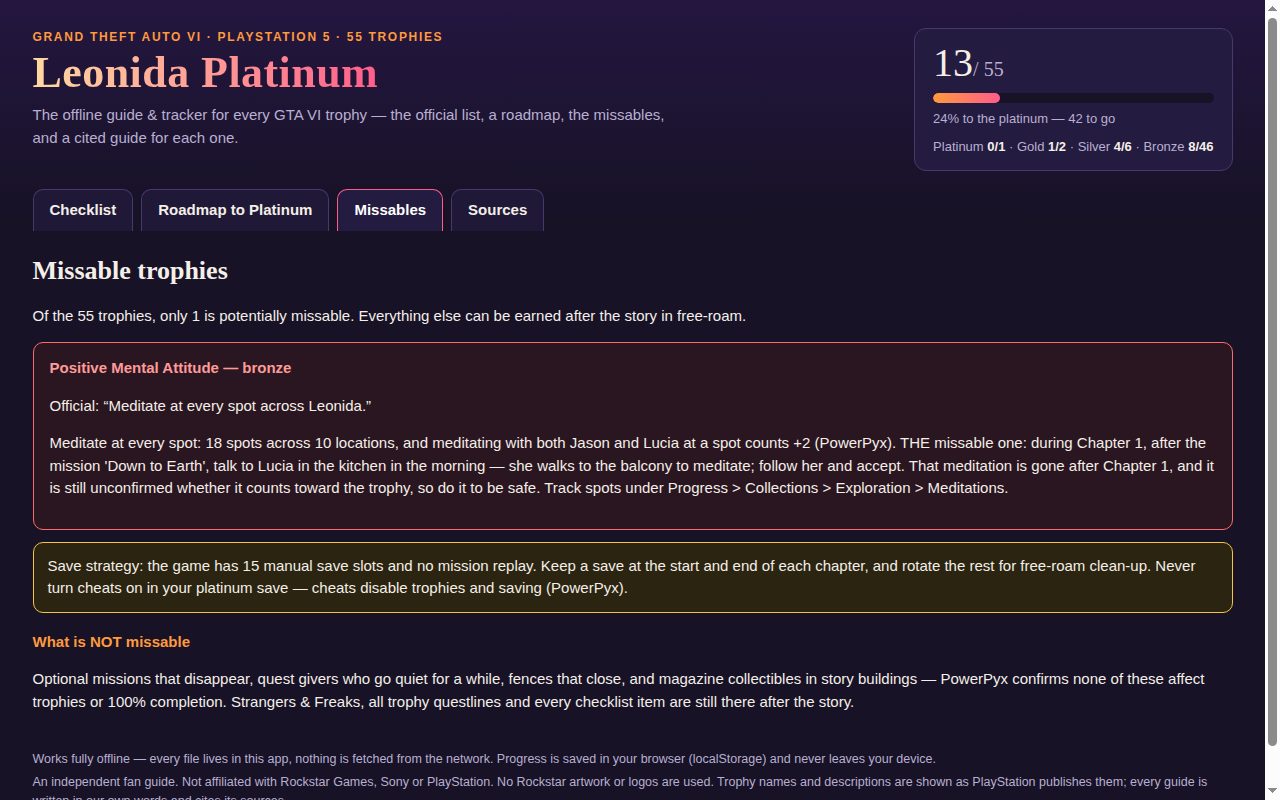 GRAND THEFT AUTO VI · PLAYSTATION 5 · 55 TROPHIES
Leonida Platinum
The offline guide & tracker for every GTA VI trophy — the official list, a roadmap, the missables,
and a cited guide for each one.
13 / 55
24% to the platinum — 42 to go
Platinum 0/1 · Gold 1/2 · Silver 4/6 · Bronze 8/46
Checklist
Roadmap to Platinum
Missables
Sources
Missable trophies
Of the 55 trophies, only 1 is potentially missable. Everything else can be earned after the story in free-roam.
Positive Mental Attitude — bronze
Official: “Meditate at every spot across Leonida.”
Meditate at every spot: 18 spots across 10 locations, and meditating with both Jason and Lucia at a spot counts +2 (PowerPyx). THE missable one: during Chapter 1, after the
mission 'Down to Earth', talk to Lucia in the kitchen in the morning — she walks to the balcony to meditate; follow her and accept. That meditation is gone after Chapter 1, and it
is still unconfirmed whether it counts toward the trophy, so do it to be safe. Track spots under Progress > Collections > Exploration > Meditations.
Save strategy: the game has 15 manual save slots and no mission replay. Keep a save at the start and end of each chapter, and rotate the rest for free-roam clean-up. Never
turn cheats on in your platinum save — cheats disable trophies and saving (PowerPyx).
What is NOT missable
Optional missions that disappear, quest givers who go quiet for a while, fences that close, and magazine collectibles in story buildings — PowerPyx confirms none of these affect
trophies or 100% completion. Strangers & Freaks, all trophy questlines and every checklist item are still there after the story.
Works fully offline — every file lives in this app, nothing is fetched from the network. Progress is saved in your browser (localStorage) and never leaves your device.
An independent fan guide. Not affiliated with Rockstar Games, Sony or PlayStation. No Rockstar artwork or logos are used. Trophy names and descriptions are shown as PlayStation publishes them; every guide is
written in our own words and cites its sources.